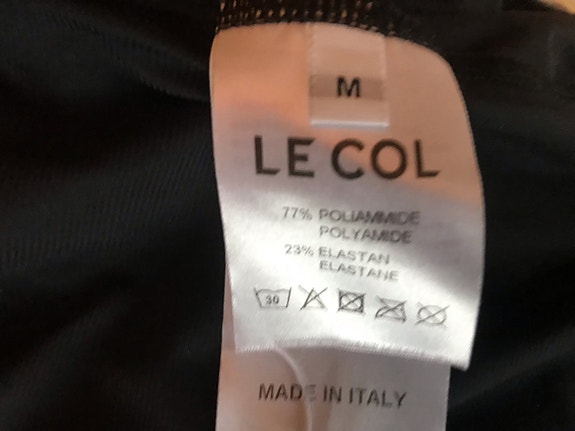 M
LE COL
77% POLIAMMIDE
POLYAMIDE
23% ELASTAN
ELASTANE
30
MADE IN ITALY